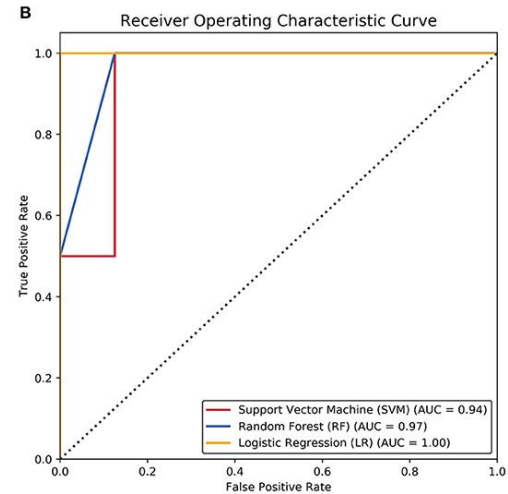 B
Receiver Operating Characteristic Curve
1.0
0.8
0.6
0.4
0.2
0.0
True Positive Rate
0.0 0.2 0.4 0.6 0.8 1.0
False Positive Rate
Support Vector Machine (SVM) (AUC = 0.94)
Random Forest (RF) (AUC = 0.97)
Logistic Regression (LR) (AUC = 1.00)